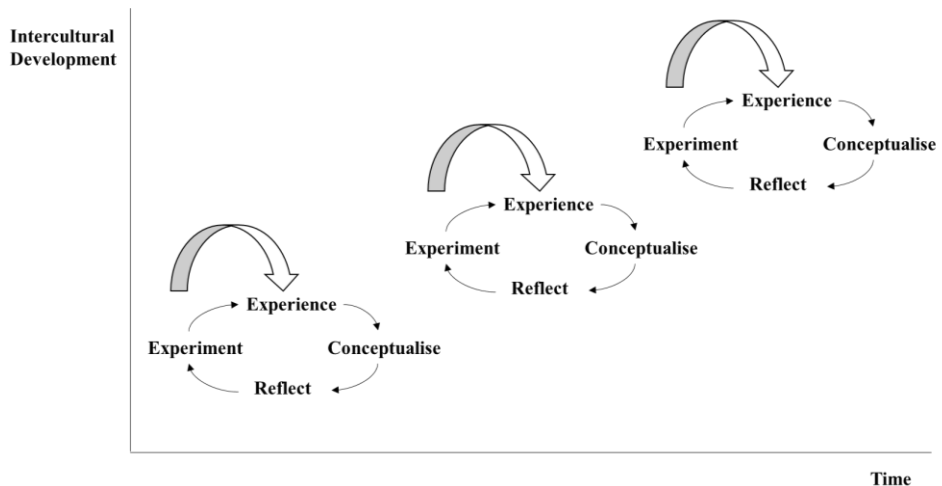 Intercultural
Development
Experience
Experiment
Conceptualise
Reflect
Experience
Experiment
Conceptualise
Reflect
Experience
Experiment
Conceptualise
Reflect
Time